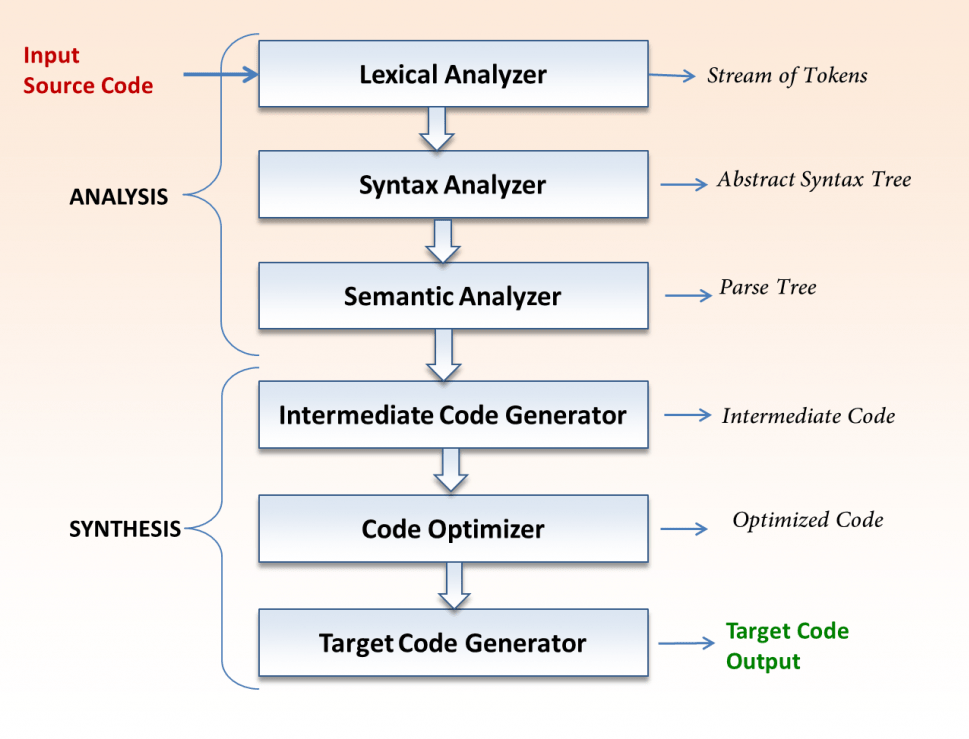 Input
Source Code
Lexical Analyzer
Stream of Tokens
Syntax Analyzer
Abstract Syntax Tree
ANALYSIS
Semantic Analyzer
Parse Tree
Intermediate Code Generator
Intermediate Code
SYNTHESIS
Code Optimizer
Optimized Code
Target Code Generator
Target Code
Output